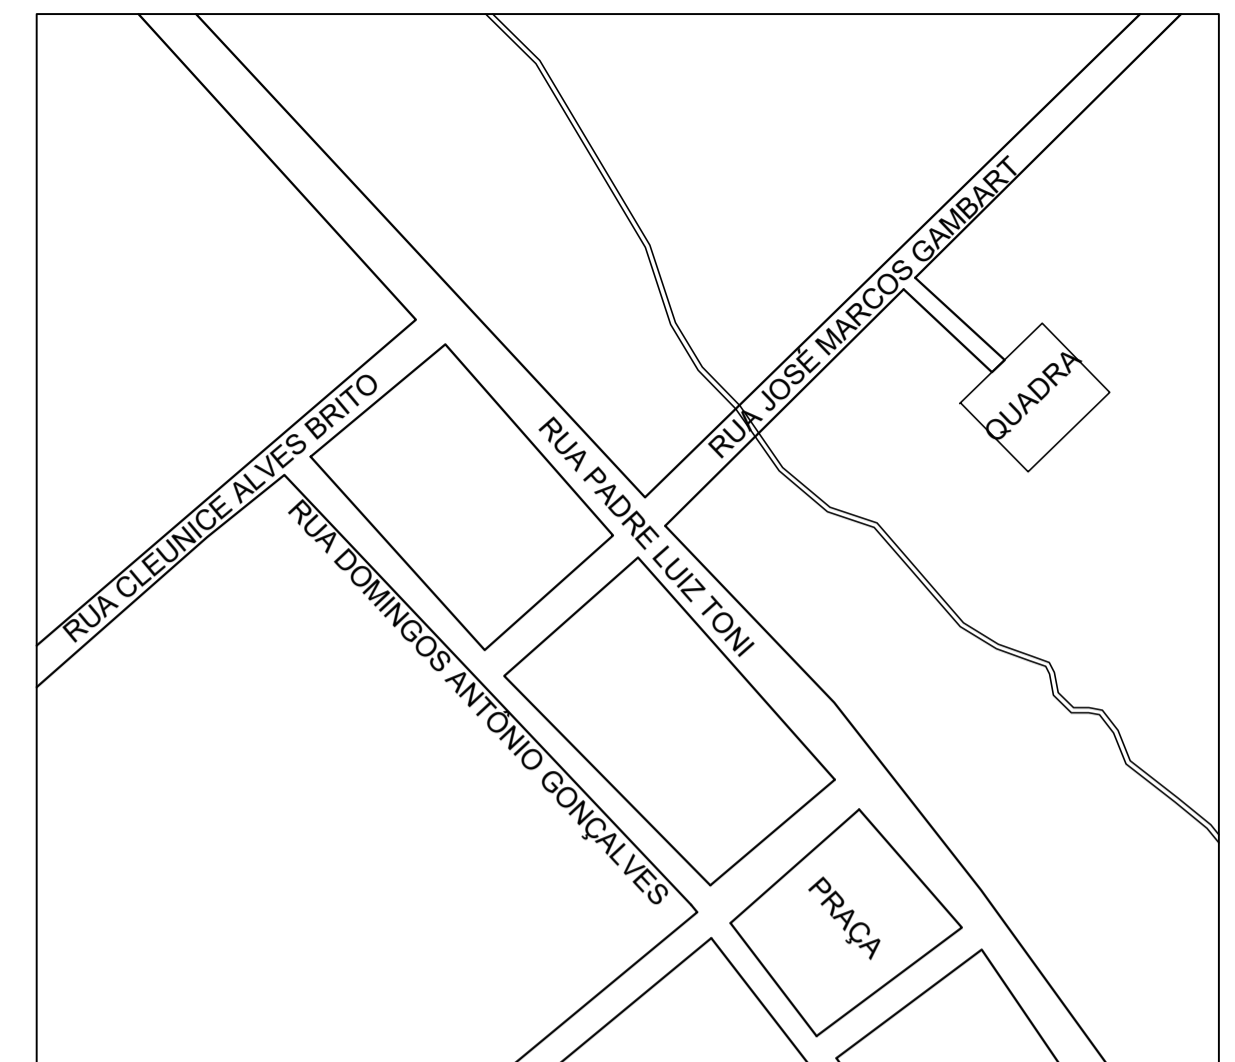 RUA JOSÉ MARCOS GAMBART
QUADRA
RUA CLEUNICE ALVES BRITO
RUA PADRE LUIZ TONI
RUA DOMINGOS ANTÔNIO GONÇALVES
PRAÇA